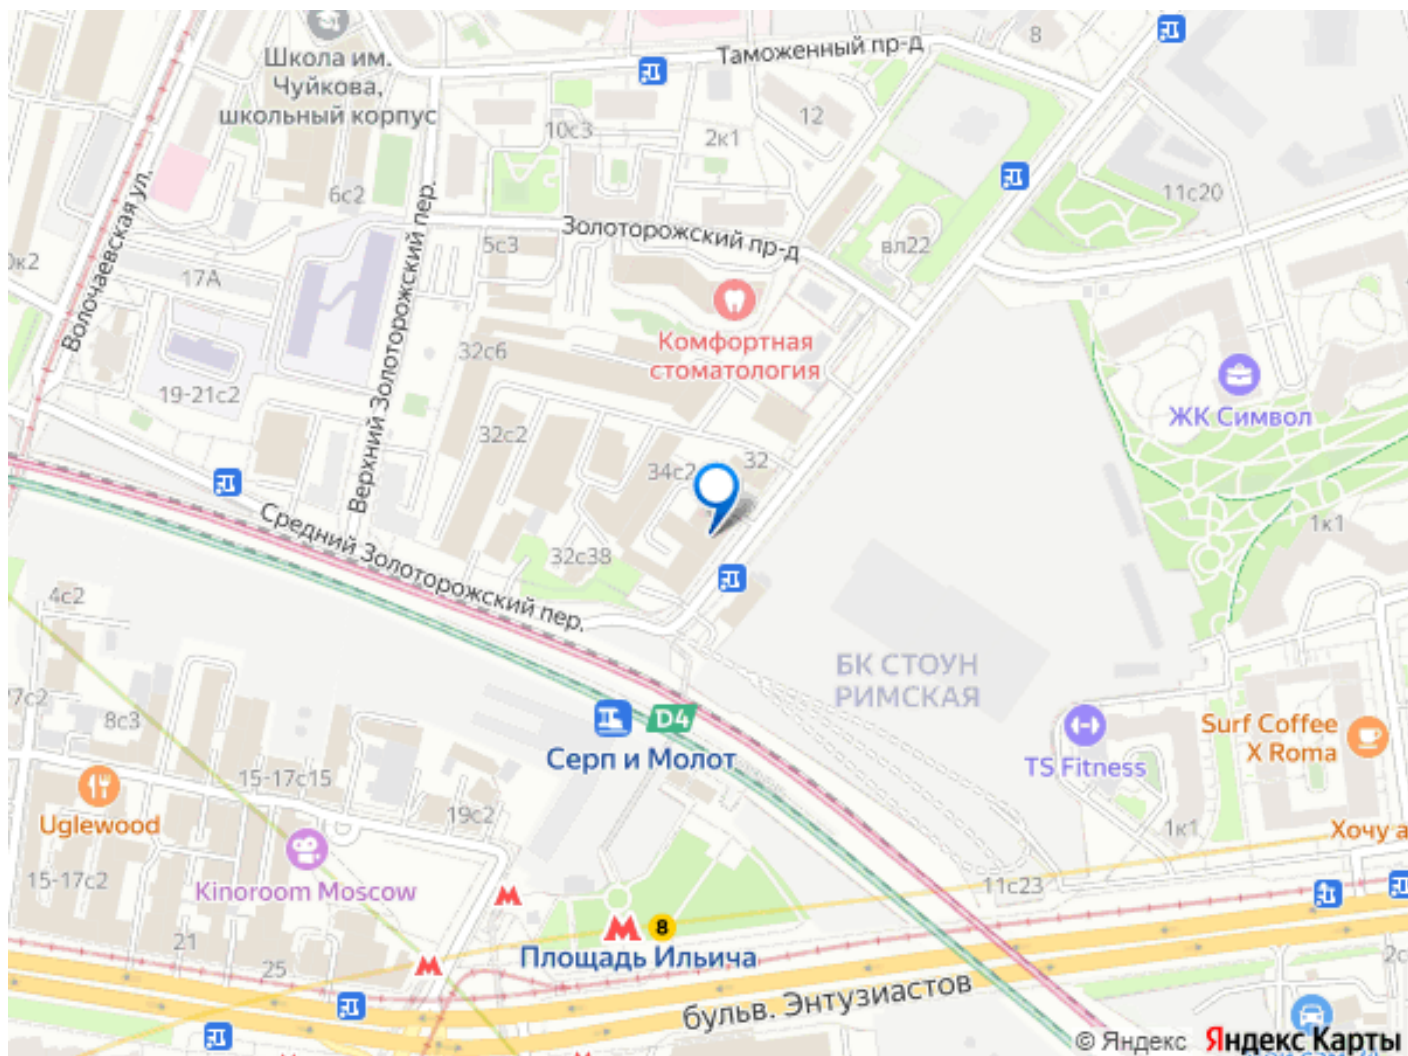 Таможенный пр-д
8
Школа им.
Чуйкова,
школьный корпус
10с3
2к1
12
11с20
6с2
Волочаевская ул.
Верхний Золоторожский пер.
Золоторожский пр-д
5с3
вл22
17А
Комфортная
стоматология
32с6
19-21с2
ЖК Символ
32с2
34с2
32
1к1
Средний Золоторожский пер.
32с38
4с2
БК СТОУН
РИМСКАЯ
8с3
D4
Серп и Молот
Surf Coffee
X Roma
TS Fitness
15-17с15
19с2
Uglewood
1к1
Хочу
Kinoroom Moscow
15-17с2
11с23
8
Площадь Ильича
21
25
бульв. Энтузиастов
© Яндекс Яндекс Карты